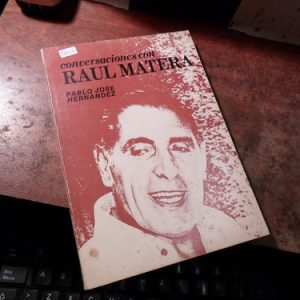 conversaciones con
RAUL MATERA
PABLO JOSE
HERNANDEZ